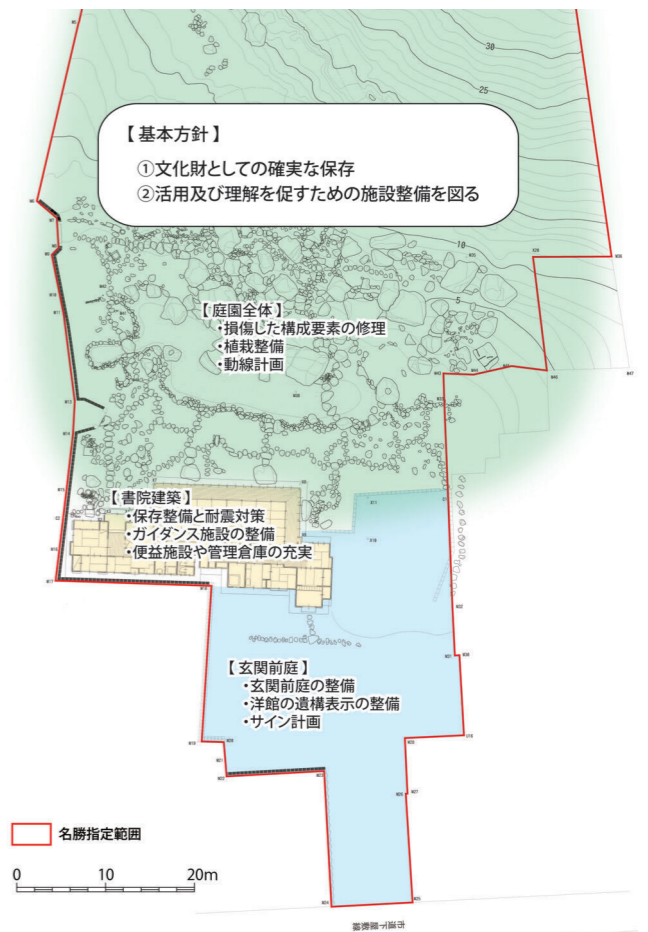 30
25
【 基本方針 】
①文化財としての確実な保存
②活用及び理解を促すための施設整備を図る
10
5
【 庭園全体 】
・損傷した構成要素の修理
・植栽整備
・動線計画
【 書院建築 】
・保存整備と耐震対策
・ガイダンス施設の整備
・便益施設や管理倉庫の充実
【 玄関前庭 】
・玄関前庭の整備
・洋館の遺構表示の整備
・サイン計画
名勝指定範囲
0 10 20m
市道下屋敷線